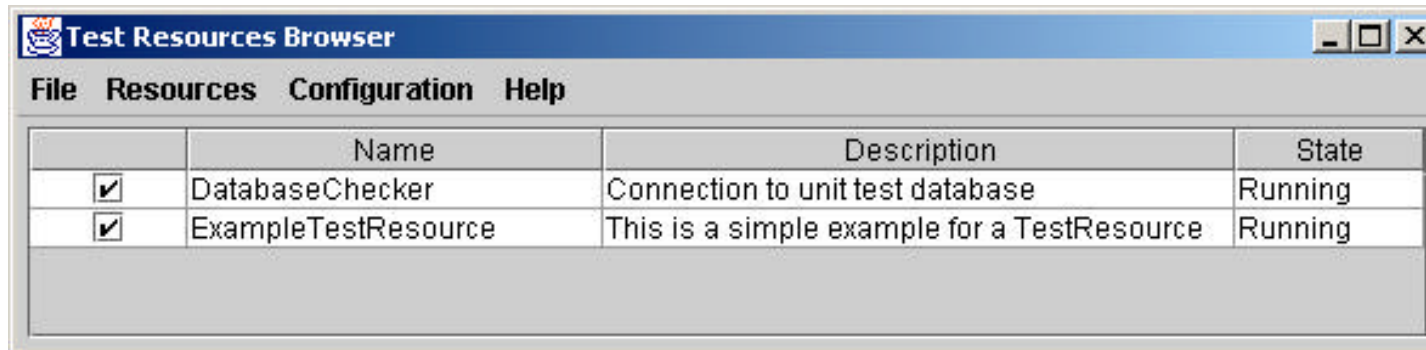 Test Resources Browser
File Resources Configuration Help
Name Description State
DatabaseChecker Connection to unit test database Running
ExampleTestResource This is a simple example for a TestResource Running